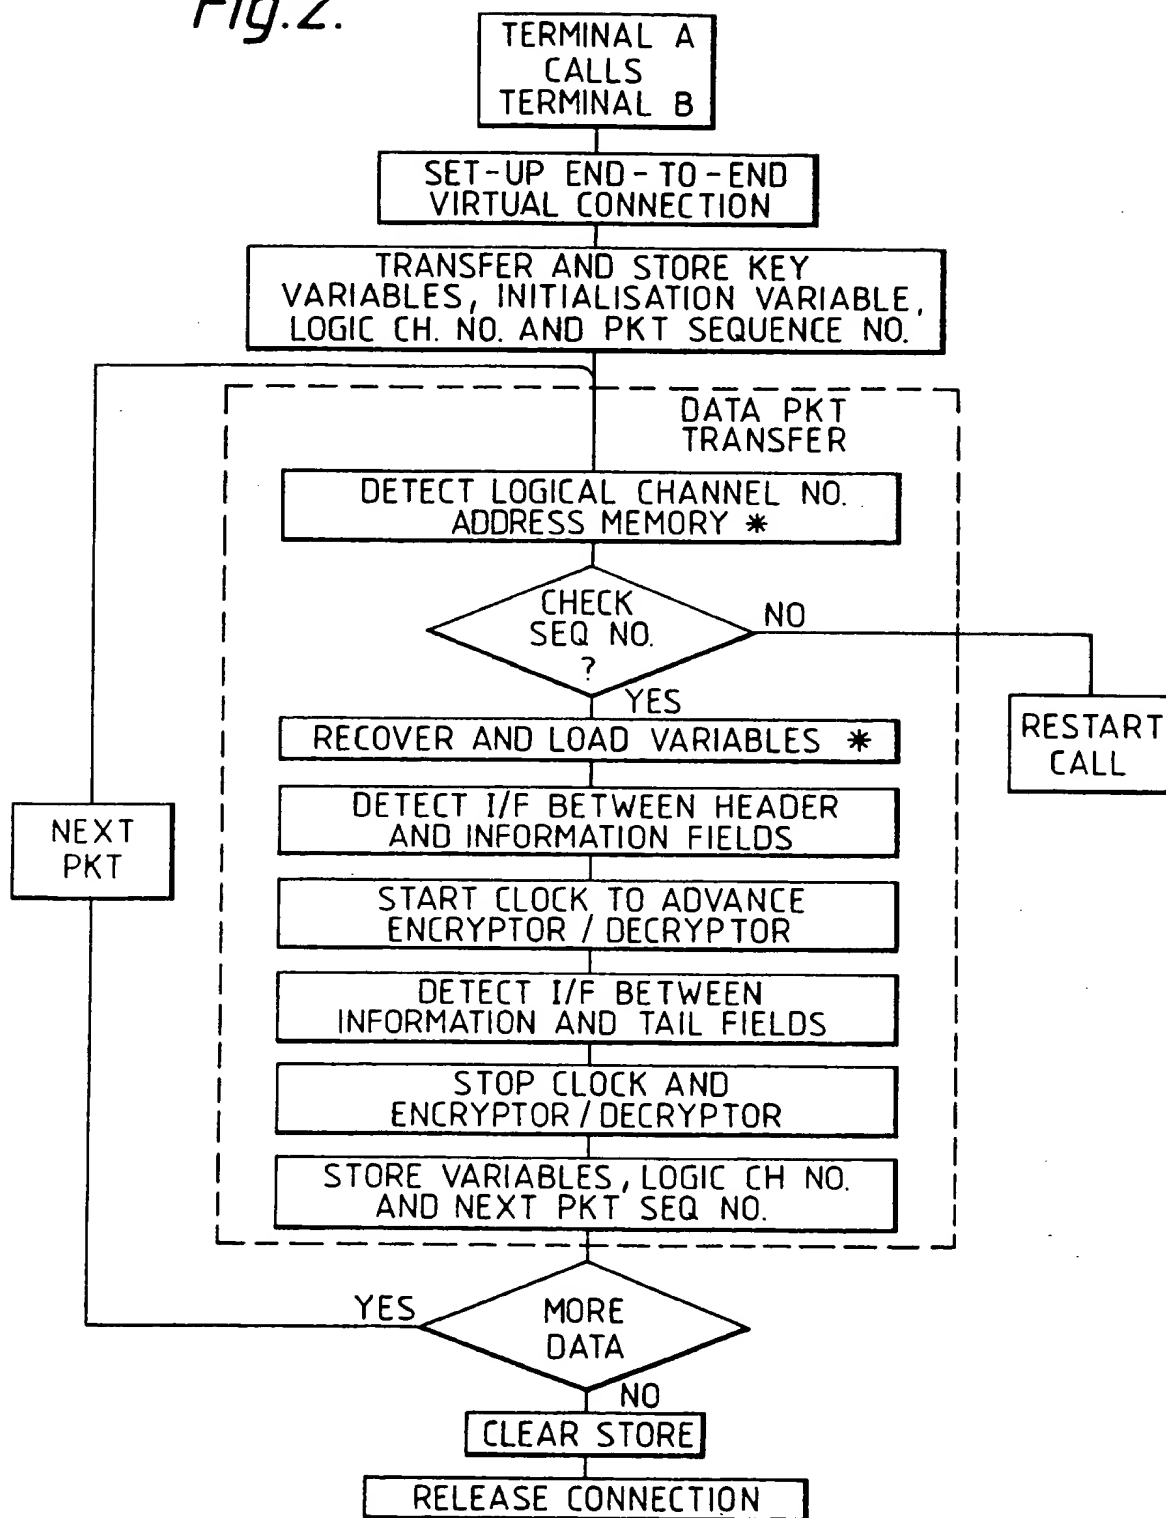 Fig.2.
TERMINAL A
CALLS
TERMINAL B
SET-UP END-TO-END
VIRTUAL CONNECTION
TRANSFER AND STORE KEY
VARIABLES, INITIALISATION VARIABLE,
LOGIC CH. NO. AND PKT SEQUENCE NO.
DATA PKT
TRANSFER
DETECT LOGICAL CHANNEL NO.
ADDRESS MEMORY *
CHECK
SEQ NO.
?
NO
YES
RESTART
CALL
RECOVER AND LOAD VARIABLES *
DETECT I/F BETWEEN HEADER
AND INFORMATION FIELDS
NEXT
PKT
START CLOCK TO ADVANCE
ENCRYPTOR / DECRYPTOR
DETECT I/F BETWEEN
INFORMATION AND TAIL FIELDS
STOP CLOCK AND
ENCRYPTOR / DECRYPTOR
STORE VARIABLES, LOGIC CH NO.
AND NEXT PKT SEQ NO.
YES
MORE
DATA
NO
CLEAR STORE
RELEASE CONNECTION